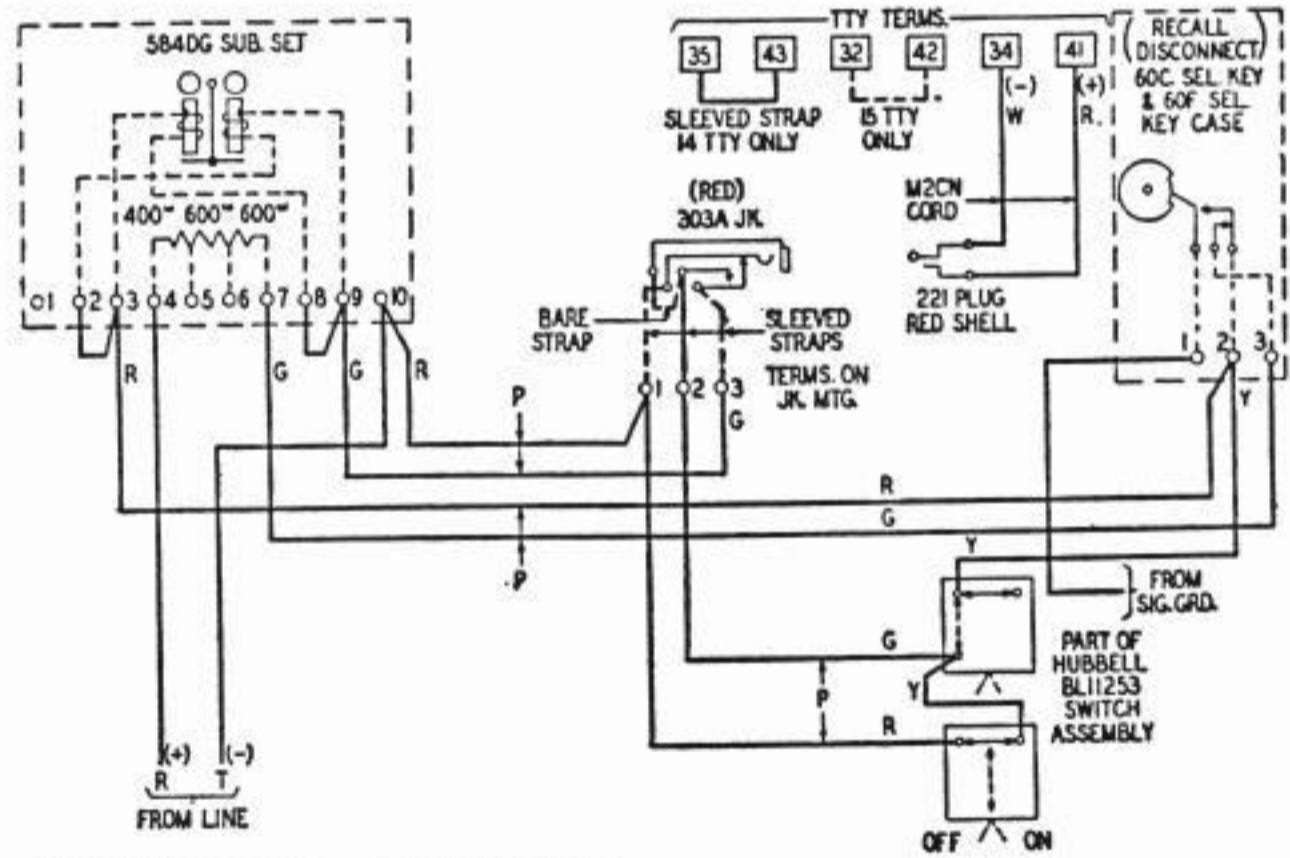 584DG SUB. SET
400ω 600ω 600ω
1 2 3 4 5 6 7 8 9 10
R G G R
TTY TERMS.
35 43 32 42 34 41
(-) (+)
W R.
SLEEVED STRAP
14 TTY ONLY
15 TTY
ONLY
(RECALL
DISCONNECT)
60C. SEL. KEY
& 60F SEL.
KEY CASE
(RED)
303A JK.
M2CN
CORD
221 PLUG
RED SHELL
BARE
STRAP
SLEEVED
STRAPS
1 2 3
TERMS. ON
JK. MTG.
G
1 2 3
Y
P
R
G
P
Y
FROM
SIG. GRD.
G
Y
P
R
PART OF
HUBBELL
BL11253
SWITCH
ASSEMBLY
OFF ON
(+) (-)
R T
FROM LINE